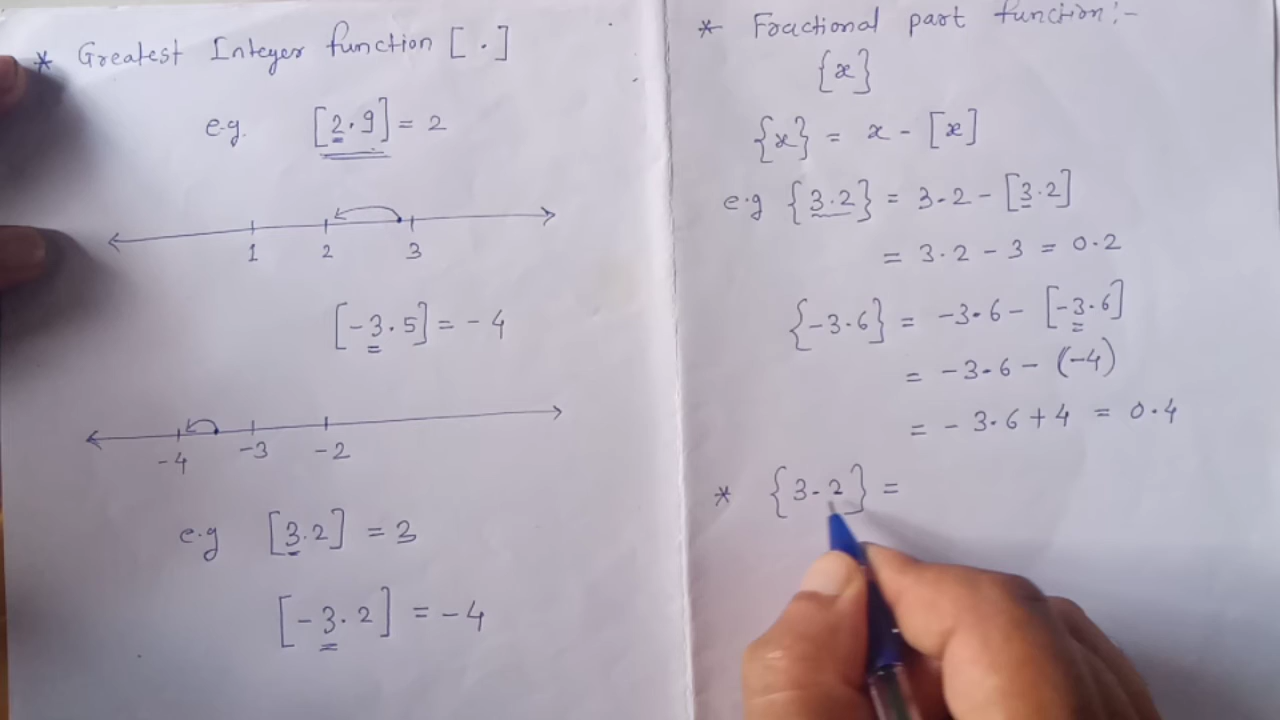 * Greatest Integer function [ . ]
e.g. [2.9] = 2
1 2 3
[-3.5] = -4
-4 -3 -2
e.g [3.2] = 3
[-3.2] = -4
* Fractional part function:-
{x}
{x} = x - [x]
e.g {3.2} = 3.2 - [3.2]
= 3.2 - 3 = 0.2
{-3.6} = -3.6 - [-3.6]
= -3.6 - (-4)
= -3.6 + 4 = 0.4
* {3.2} =